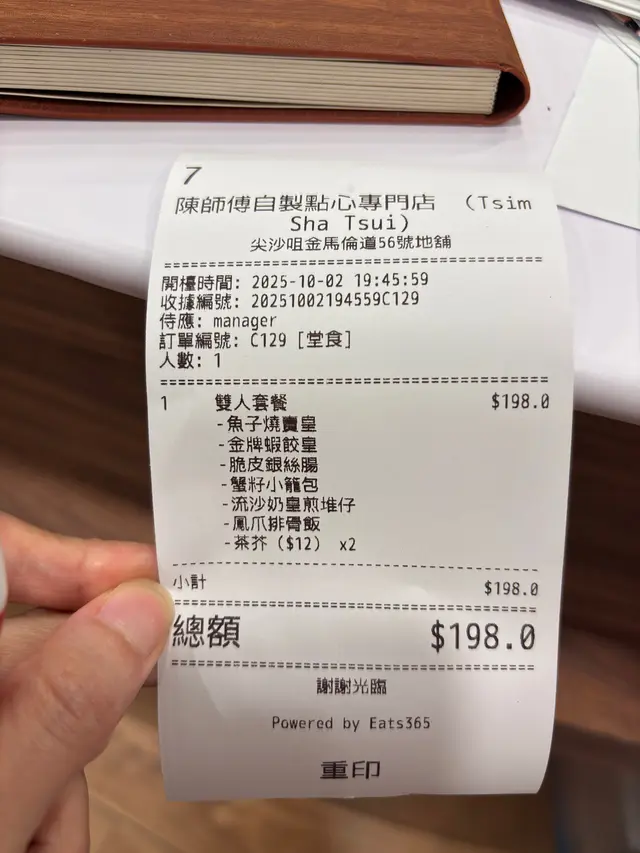 7
陳師傅自製點心專門店 （Tsim
Sha Tsui)
尖沙咀金馬倫道56號地舖
開檯時間: 2025-10-02 19:45:59
收據編號: 20251002194559C129
侍應: manager
訂單編號: C129 [堂食]
人數: 1
1 雙人套餐 $198.0
-魚子燒賣皇
-金牌蝦餃皇
-脆皮銀絲腸
-蟹籽小籠包
-流沙奶皇煎堆仔
-鳳爪排骨飯
-茶芥（$12） x2
小計 $198.0
總額 $198.0
謝謝光臨
Powered by Eats365
重印